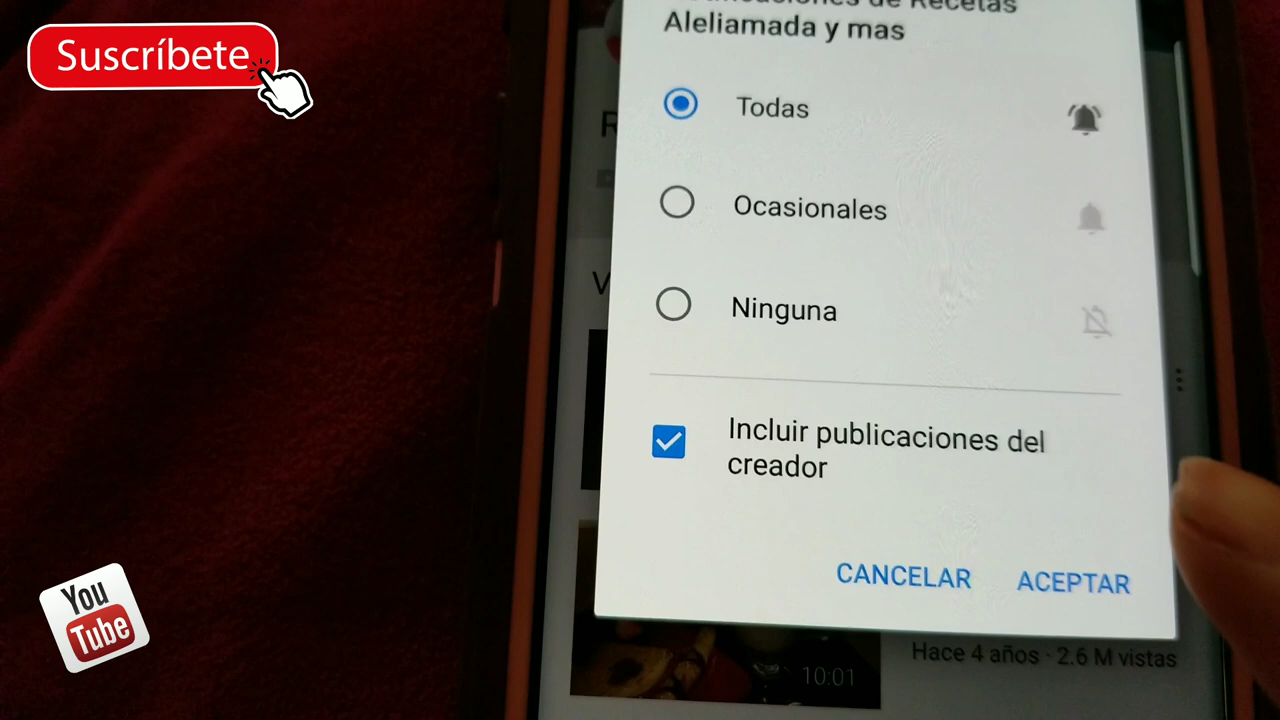 Suscríbete
Recetas
Aleliamada y mas
Todas
Ocasionales
Ninguna
Incluir publicaciones del
creador
CANCELAR
ACEPTAR
Hace 4 años · 2.6 M vistas
10:01
You
Tube